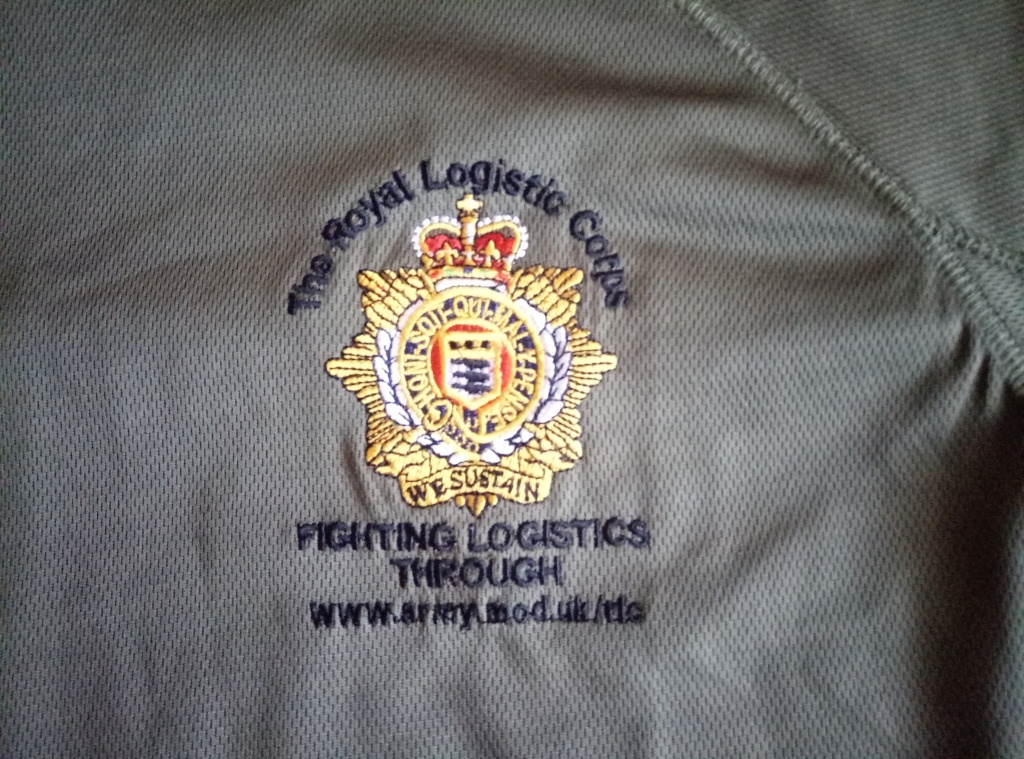 The Royal Logistic Corps
HONI·SOIT·QUI·MAL·Y·PENSE
WE SUSTAIN
FIGHTING LOGISTICS
THROUGH
www.army.mod.uk/rlc